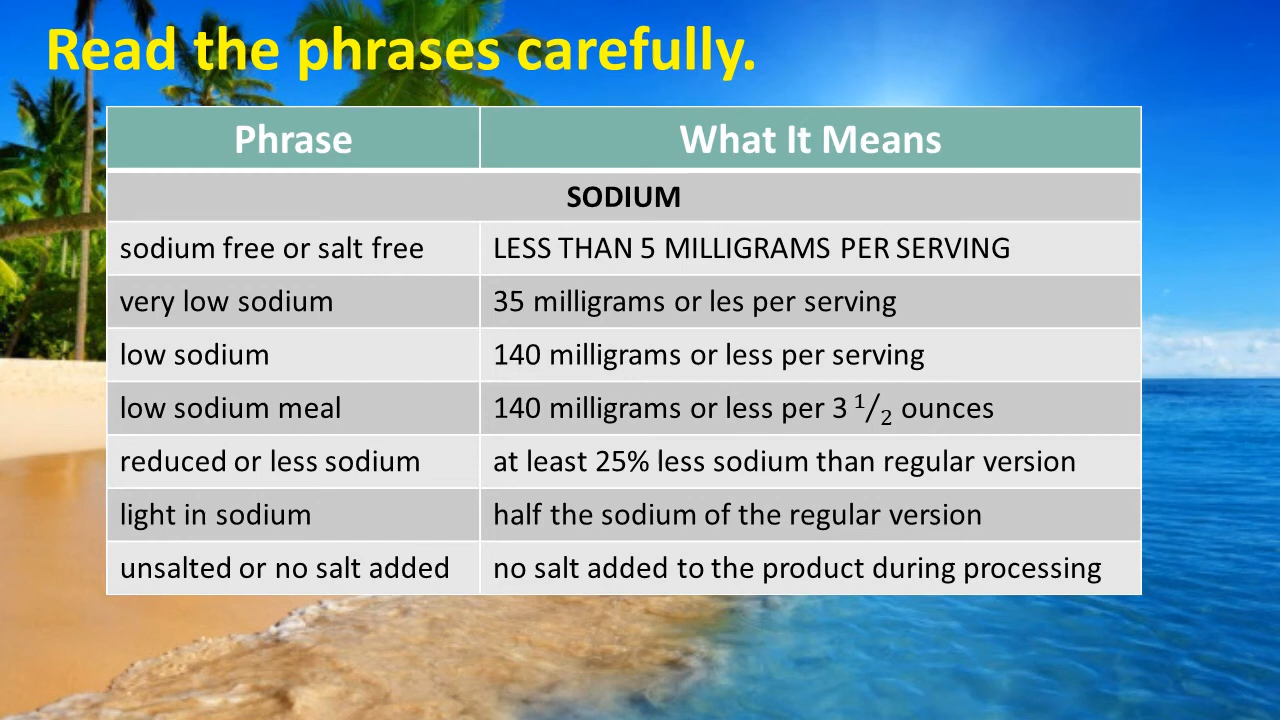 Read the phrases carefully.
Phrase What It Means
SODIUM
sodium free or salt free LESS THAN 5 MILLIGRAMS PER SERVING
very low sodium 35 milligrams or les per serving
low sodium 140 milligrams or less per serving
low sodium meal 140 milligrams or less per 3 1/2 ounces
reduced or less sodium at least 25% less sodium than regular version
light in sodium half the sodium of the regular version
unsalted or no salt added no salt added to the product during processing